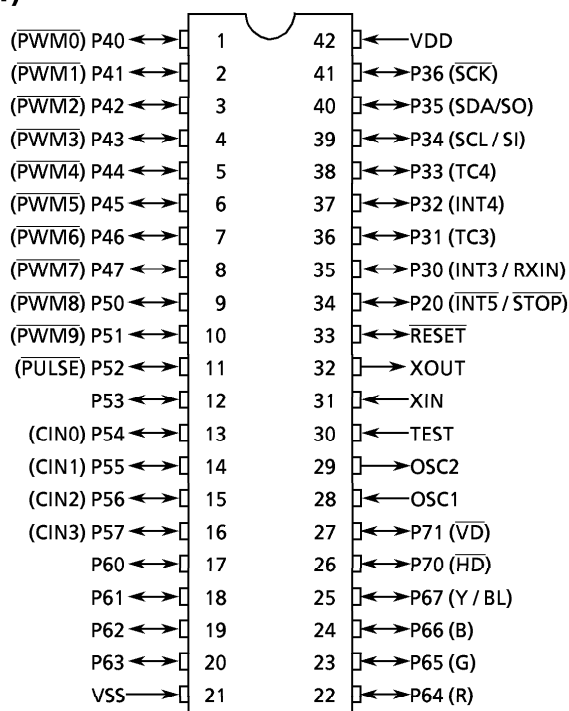 (PWM0) P40 1 42 VDD
(PWM1) P41 2 41 P36 (SCK)
(PWM2) P42 3 40 P35 (SDA/SO)
(PWM3) P43 4 39 P34 (SCL / SI)
(PWM4) P44 5 38 P33 (TC4)
(PWM5) P45 6 37 P32 (INT4)
(PWM6) P46 7 36 P31 (TC3)
(PWM7) P47 8 35 P30 (INT3 / RXIN)
(PWM8) P50 9 34 P20 (INT5 / STOP)
(PWM9) P51 10 33 RESET
(PULSE) P52 11 32 XOUT
P53 12 31 XIN
(CIN0) P54 13 30 TEST
(CIN1) P55 14 29 OSC2
(CIN2) P56 15 28 OSC1
(CIN3) P57 16 27 P71 (VD)
P60 17 26 P70 (HD)
P61 18 25 P67 (Y / BL)
P62 19 24 P66 (B)
P63 20 23 P65 (G)
VSS 21 22 P64 (R)